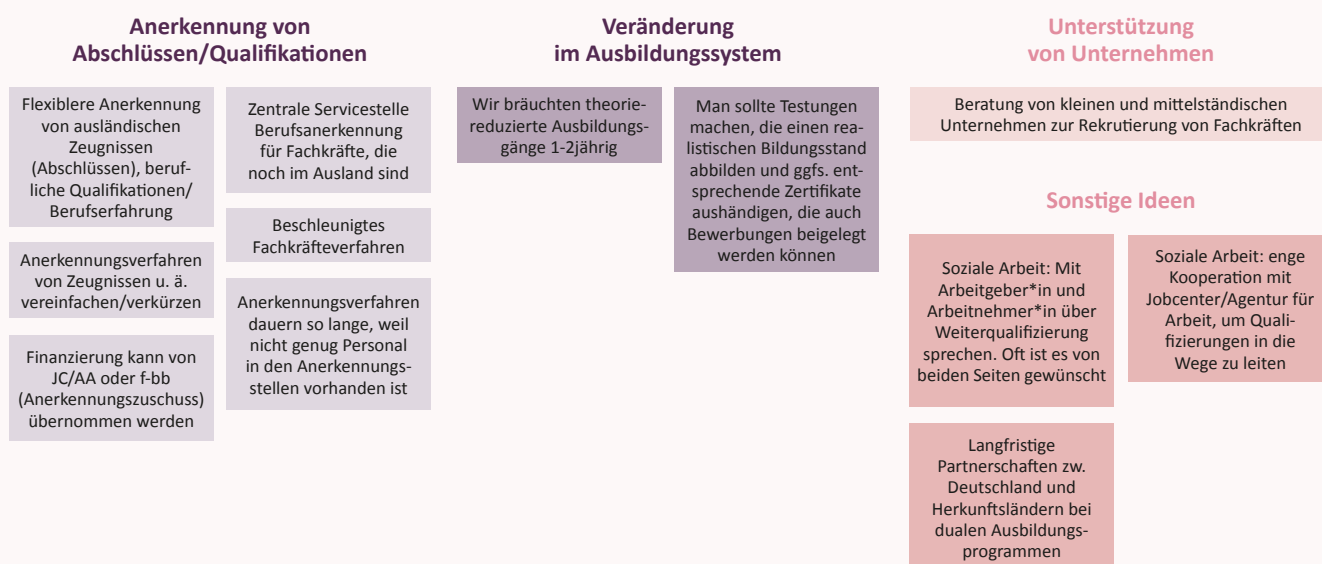 Anerkennung von
Abschlüssen/Qualifikationen
Flexiblere Anerkennung
von ausländischen
Zeugnissen
(Abschlüssen), beruf-
liche Qualifikationen/
Berufserfahrung
Anerkennungsverfahren
von Zeugnissen u. ä.
vereinfachen/verkürzen
Finanzierung kann von
JC/AA oder f-bb
(Anerkennungszuschuss)
übernommen werden
Zentrale Servicestelle
Berufsanerkennung
für Fachkräfte, die
noch im Ausland sind
Beschleunigtes
Fachkräfteverfahren
Anerkennungsverfahren
dauern so lange, weil
nicht genug Personal
in den Anerkennungs-
stellen vorhanden ist
Veränderung
im Ausbildungssystem
Wir bräuchten theorie-
reduzierte Ausbildungs-
gänge 1-2jährig
Man sollte Testungen
machen, die einen rea-
listischen Bildungsstand
abbilden und ggfs. ent-
sprechende Zertifikate
aushändigen, die auch
Bewerbungen beigelegt
werden können
Unterstützung
von Unternehmen
Beratung von kleinen und mittelständischen
Unternehmen zur Rekrutierung von Fachkräften
Sonstige Ideen
Soziale Arbeit: Mit
Arbeitgeber*in und
Arbeitnehmer*in über
Weiterqualifizierung
sprechen. Oft ist es von
beiden Seiten gewünscht
Soziale Arbeit: enge
Kooperation mit
Jobcenter/Agentur für
Arbeit, um Quali-
fizierungen in die
Wege zu leiten
Langfristige
Partnerschaften zw.
Deutschland und
Herkunftsländern bei
dualen Ausbildungs-
programmen